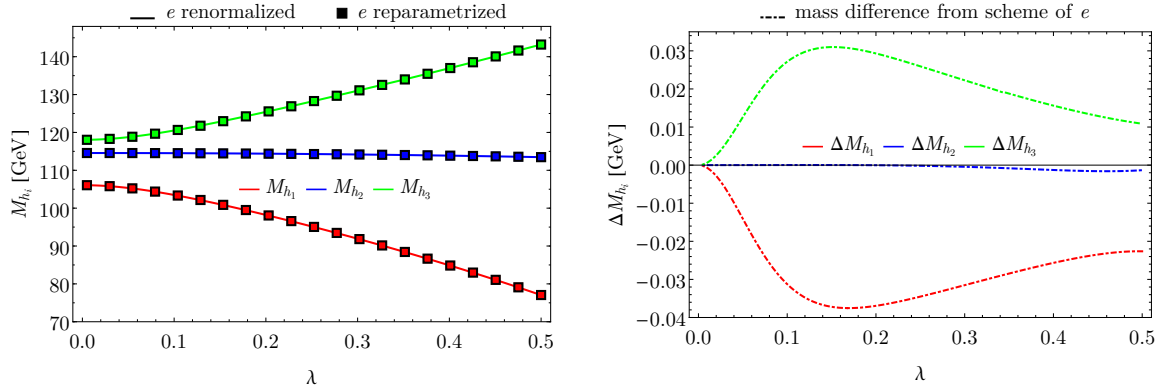 e renormalized e reparametrized
M_{h_i} [GeV]
140
130
120
110
100
90
80
70
M_{h_1} M_{h_2} M_{h_3}
0.0 0.1 0.2 0.3 0.4 0.5
λ
mass difference from scheme of e
ΔM_{h_i} [GeV]
0.03
0.02
0.01
0.00
−0.01
−0.02
−0.03
−0.04
ΔM_{h_1} ΔM_{h_2} ΔM_{h_3}
0.0 0.1 0.2 0.3 0.4 0.5
λ